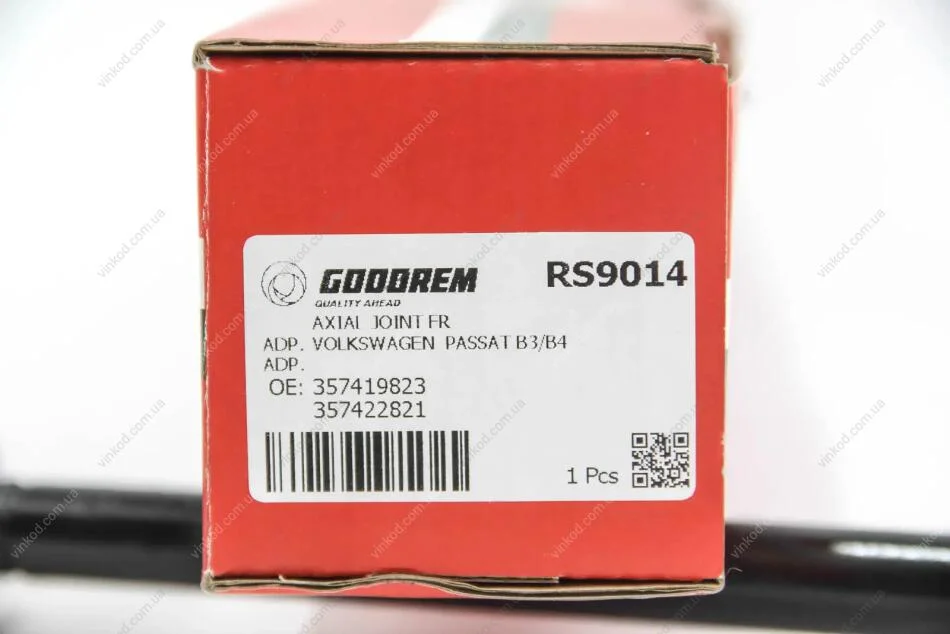 GOODREM
QUALITY AHEAD
RS9014
AXIAL JOINT FR
ADP. VOLKSWAGEN PASSAT B3/B4
ADP.
OE: 357419823
357422821
1 Pcs
vinkod.com.ua